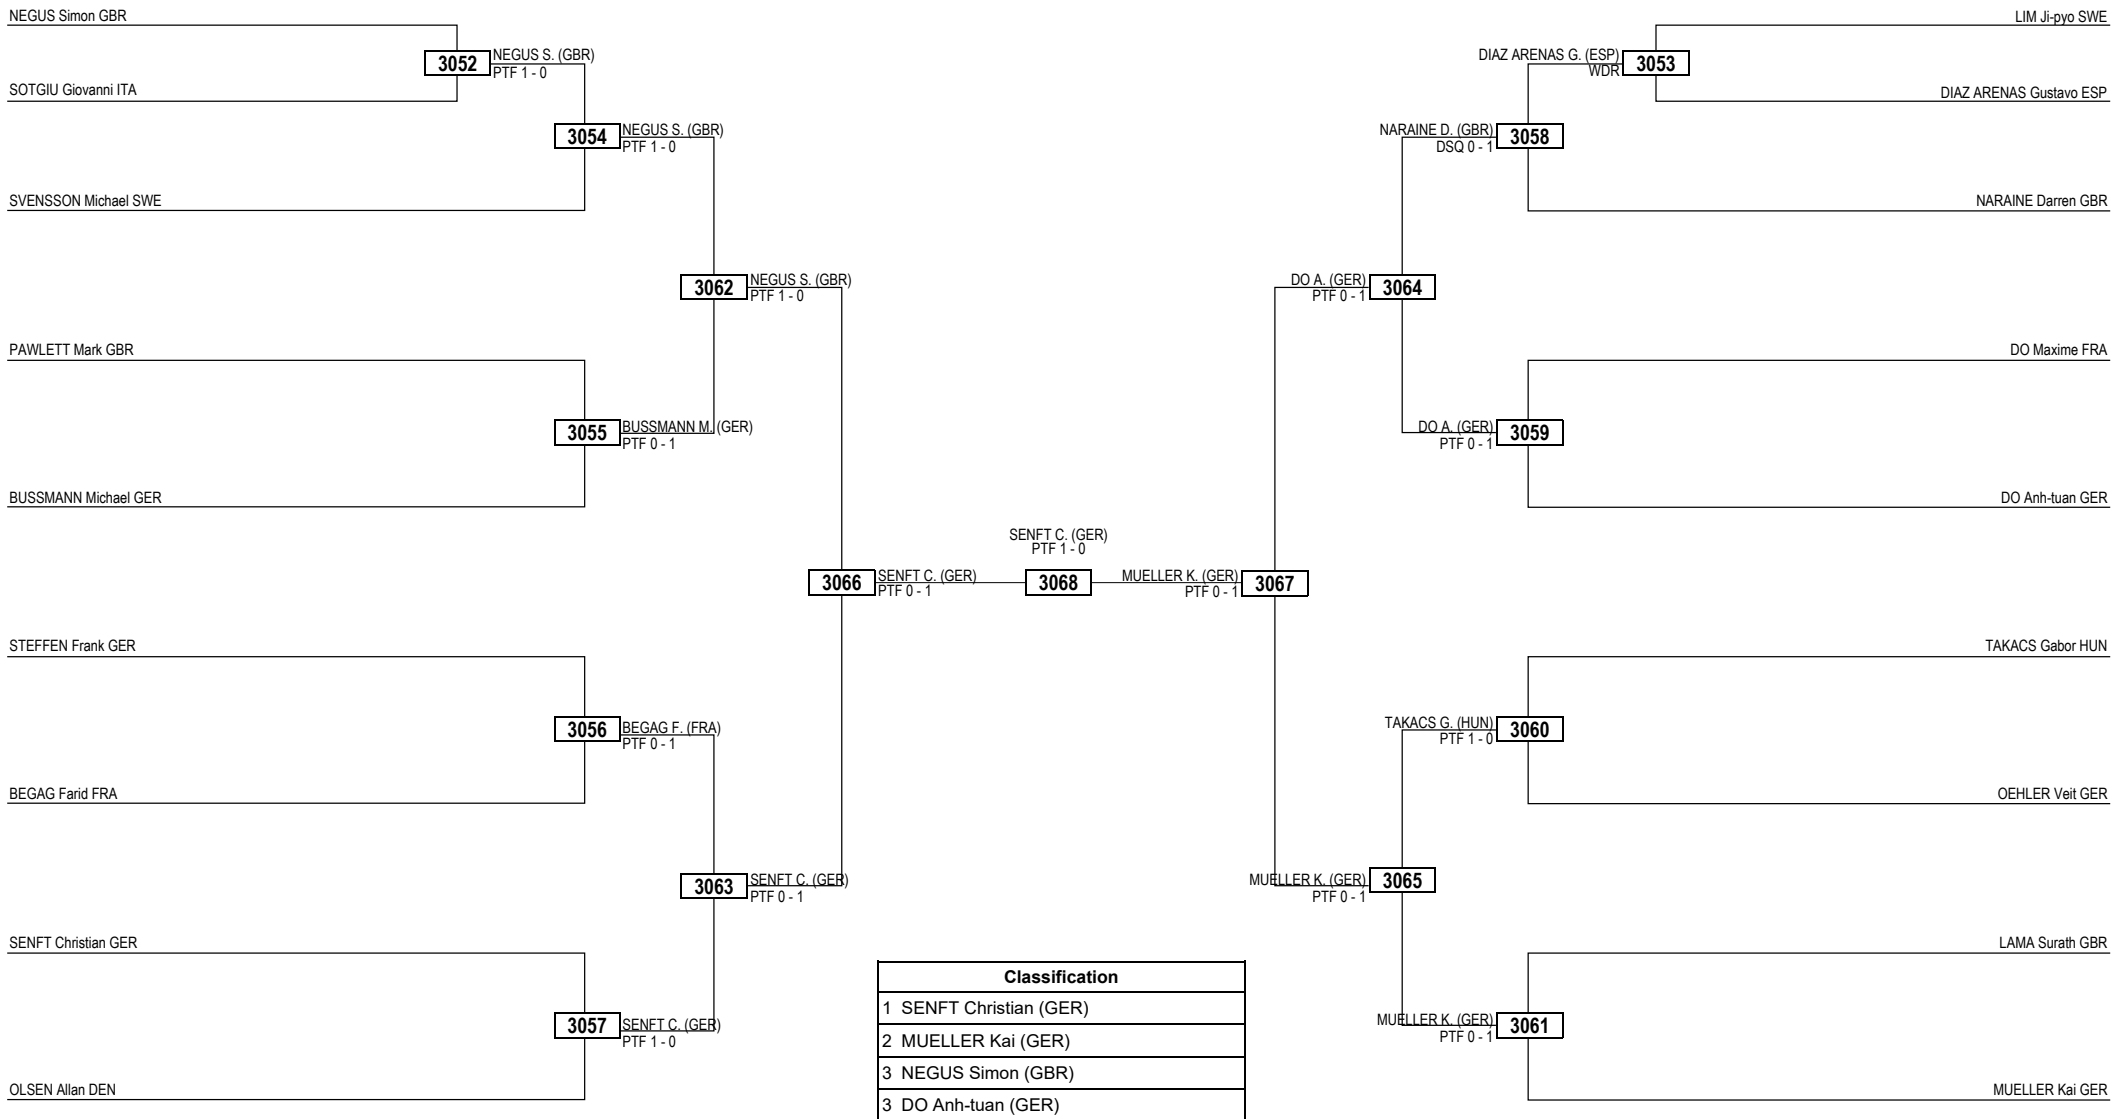 NEGUS Simon GBR
LIM Ji-pyo SWE
3052
NEGUS S. (GBR)
PTF 1 - 0
DIAZ ARENAS G. (ESP)
WDR
3053
SOTGIU Giovanni ITA
DIAZ ARENAS Gustavo ESP
3054
NEGUS S. (GBR)
PTF 1 - 0
NARAINE D. (GBR)
DSQ 0 - 1
3058
SVENSSON Michael SWE
NARAINE Darren GBR
3062
NEGUS S. (GBR)
PTF 1 - 0
DO A. (GER)
PTF 0 - 1
3064
PAWLETT Mark GBR
DO Maxime FRA
3055
BUSSMANN M. (GER)
PTF 0 - 1
DO A. (GER)
PTF 0 - 1
3059
BUSSMANN Michael GER
DO Anh-tuan GER
SENFT C. (GER)
PTF 1 - 0
3066
SENFT C. (GER)
PTF 0 - 1
3068
MUELLER K. (GER)
PTF 0 - 1
3067
STEFFEN Frank GER
TAKACS Gabor HUN
3056
BEGAG F. (FRA)
PTF 0 - 1
TAKACS G. (HUN)
PTF 1 - 0
3060
BEGAG Farid FRA
OEHLER Veit GER
3063
SENFT C. (GER)
PTF 0 - 1
MUELLER K. (GER)
PTF 0 - 1
3065
SENFT Christian GER
LAMA Surath GBR
3057
SENFT C. (GER)
PTF 1 - 0
MUELLER K. (GER)
PTF 0 - 1
3061
OLSEN Allan DEN
MUELLER Kai GER
Classification
1 SENFT Christian (GER)
2 MUELLER Kai (GER)
3 NEGUS Simon (GBR)
3 DO Anh-tuan (GER)